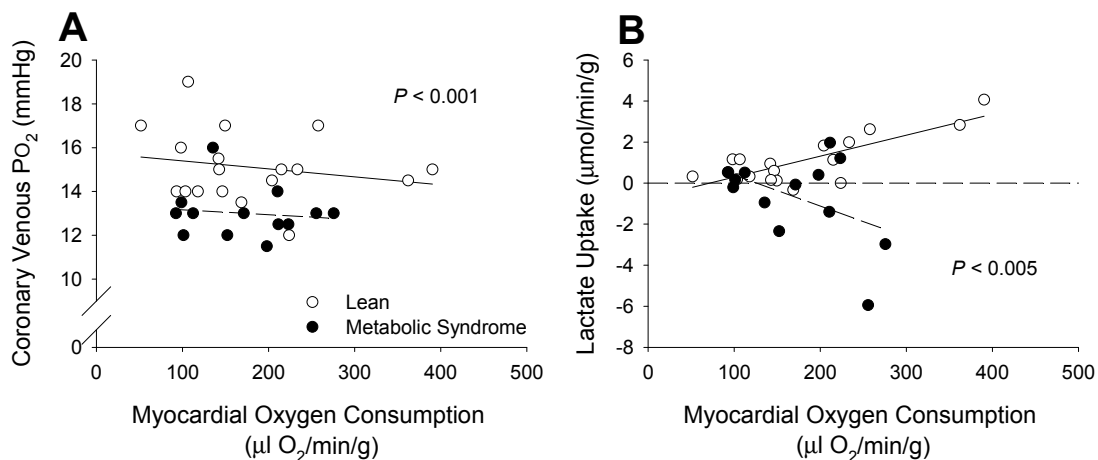 A
Coronary Venous PO2 (mmHg)
20
18
16
14
12
10
0
P < 0.001
Lean
Metabolic Syndrome
0 100 200 300 400 500
Myocardial Oxygen Consumption
(μl O2/min/g)
B
Lactate Uptake (μmol/min/g)
6
4
2
0
-2
-4
-6
-8
P < 0.005
0 100 200 300 400 500
Myocardial Oxygen Consumption
(μl O2/min/g)